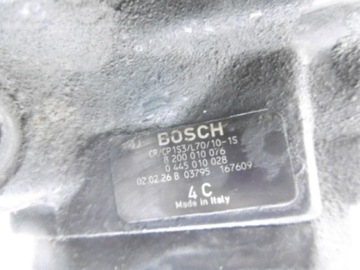 BOSCH
CR/CP1S3/L70/10-1S
8 200 010 076
0 445 010 028
02 02 26 B 03795 167609
4 C
Made in Italy